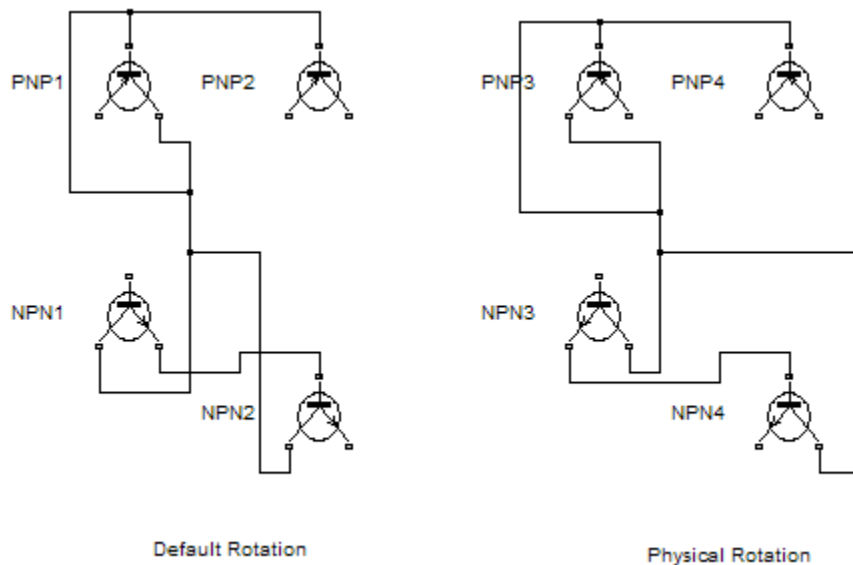 PNP1 PNP2 PNP3 PNP4
NPN1 NPN3
NPN2 NPN4
Default Rotation Physical Rotation